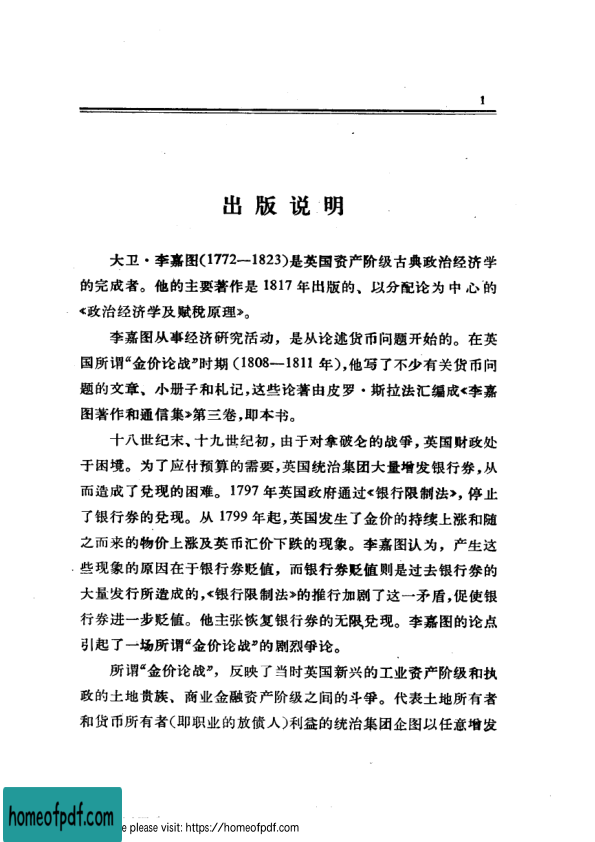 1
出版说明
大卫·李嘉图(1772—1823)是英国资产阶级古典政治经济学
的完成者。他的主要著作是1817年出版的、以分配论为中心的
《政治经济学及赋税原理》。
李嘉图从事经济研究活动，是从论述货币问题开始的。在英
国所谓“金价论战”时期(1808—1811年)，他写了不少有关货币问
题的文章、小册子和札记，这些论著由皮罗·斯拉法汇编成《李嘉
图著作和通信集》第三卷，即本书。
十八世纪末、十九世纪初，由于对拿破仑的战争，英国财政处
于困境。为了应付预算的需要，英国统治集团大量增发银行券，从
而造成了兑现的困难。1797年英国政府通过《银行限制法》，停止
了银行券的兑现。从1799年起，英国发生了金价的持续上涨和随
之而来的物价上涨及英币汇价下跌的现象。李嘉图认为，产生这
些现象的原因在于银行券贬值，而银行券贬值则是过去银行券的
大量发行所造成的，《银行限制法》的推行加剧了这一矛盾，促使银
行券进一步贬值。他主张恢复银行券的无限兑现。李嘉图的论点
引起了一场所谓“金价论战”的剧烈争论。
所谓“金价论战”，反映了当时英国新兴的工业资产阶级和执
政的土地贵族、商业金融资产阶级之间的斗争。代表土地所有者
和货币所有者(即职业的放债人)利益的统治集团企图以任意增发
homeofpdf.com
e please visit: https://homeofpdf.com